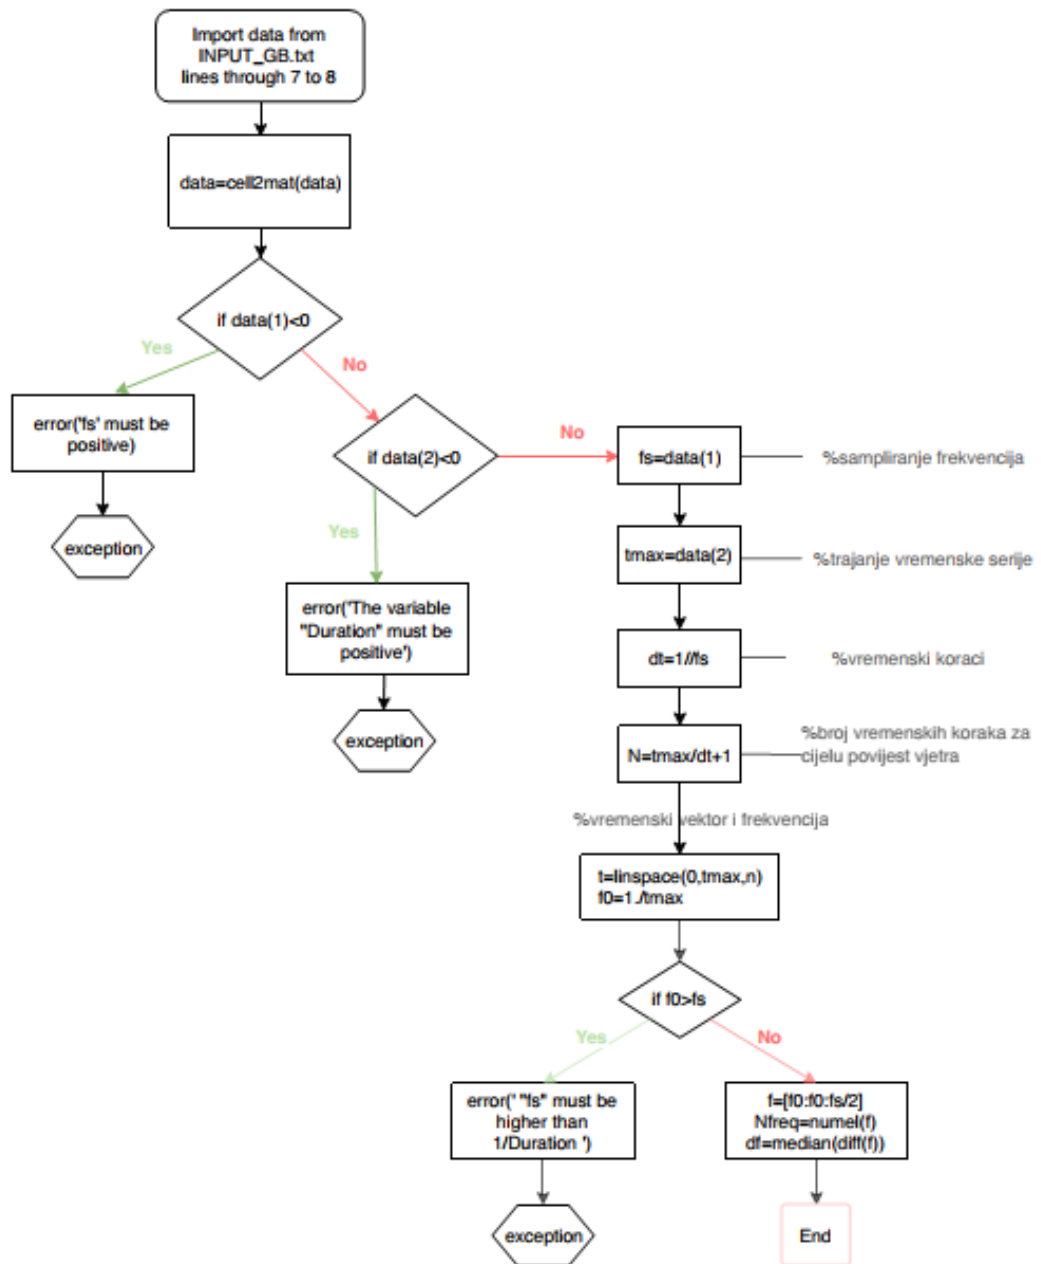 Import data from
INPUT_GB.txt
lines through 7 to 8
data=cell2mat(data)
if data(1)<0
Yes
No
error('fs' must be
positive)
exception
if data(2)<0
No
Yes
error('The variable
"Duration" must be
positive')
exception
fs=data(1)
%sampliranje frekvencija
tmax=data(2)
%trajanje vremenske serije
dt=1//fs
%vremenski koraci
N=tmax/dt+1
%broj vremenskih koraka za
cijelu povijest vjetra
%vremenski vektor i frekvencija
t=linspace(0,tmax,n)
f0=1./tmax
if f0>fs
Yes
No
error(' "fs" must be
higher than
1/Duration ')
exception
f=[f0:f0:fs/2]
Nfreq=numel(f)
df=median(diff(f))
End